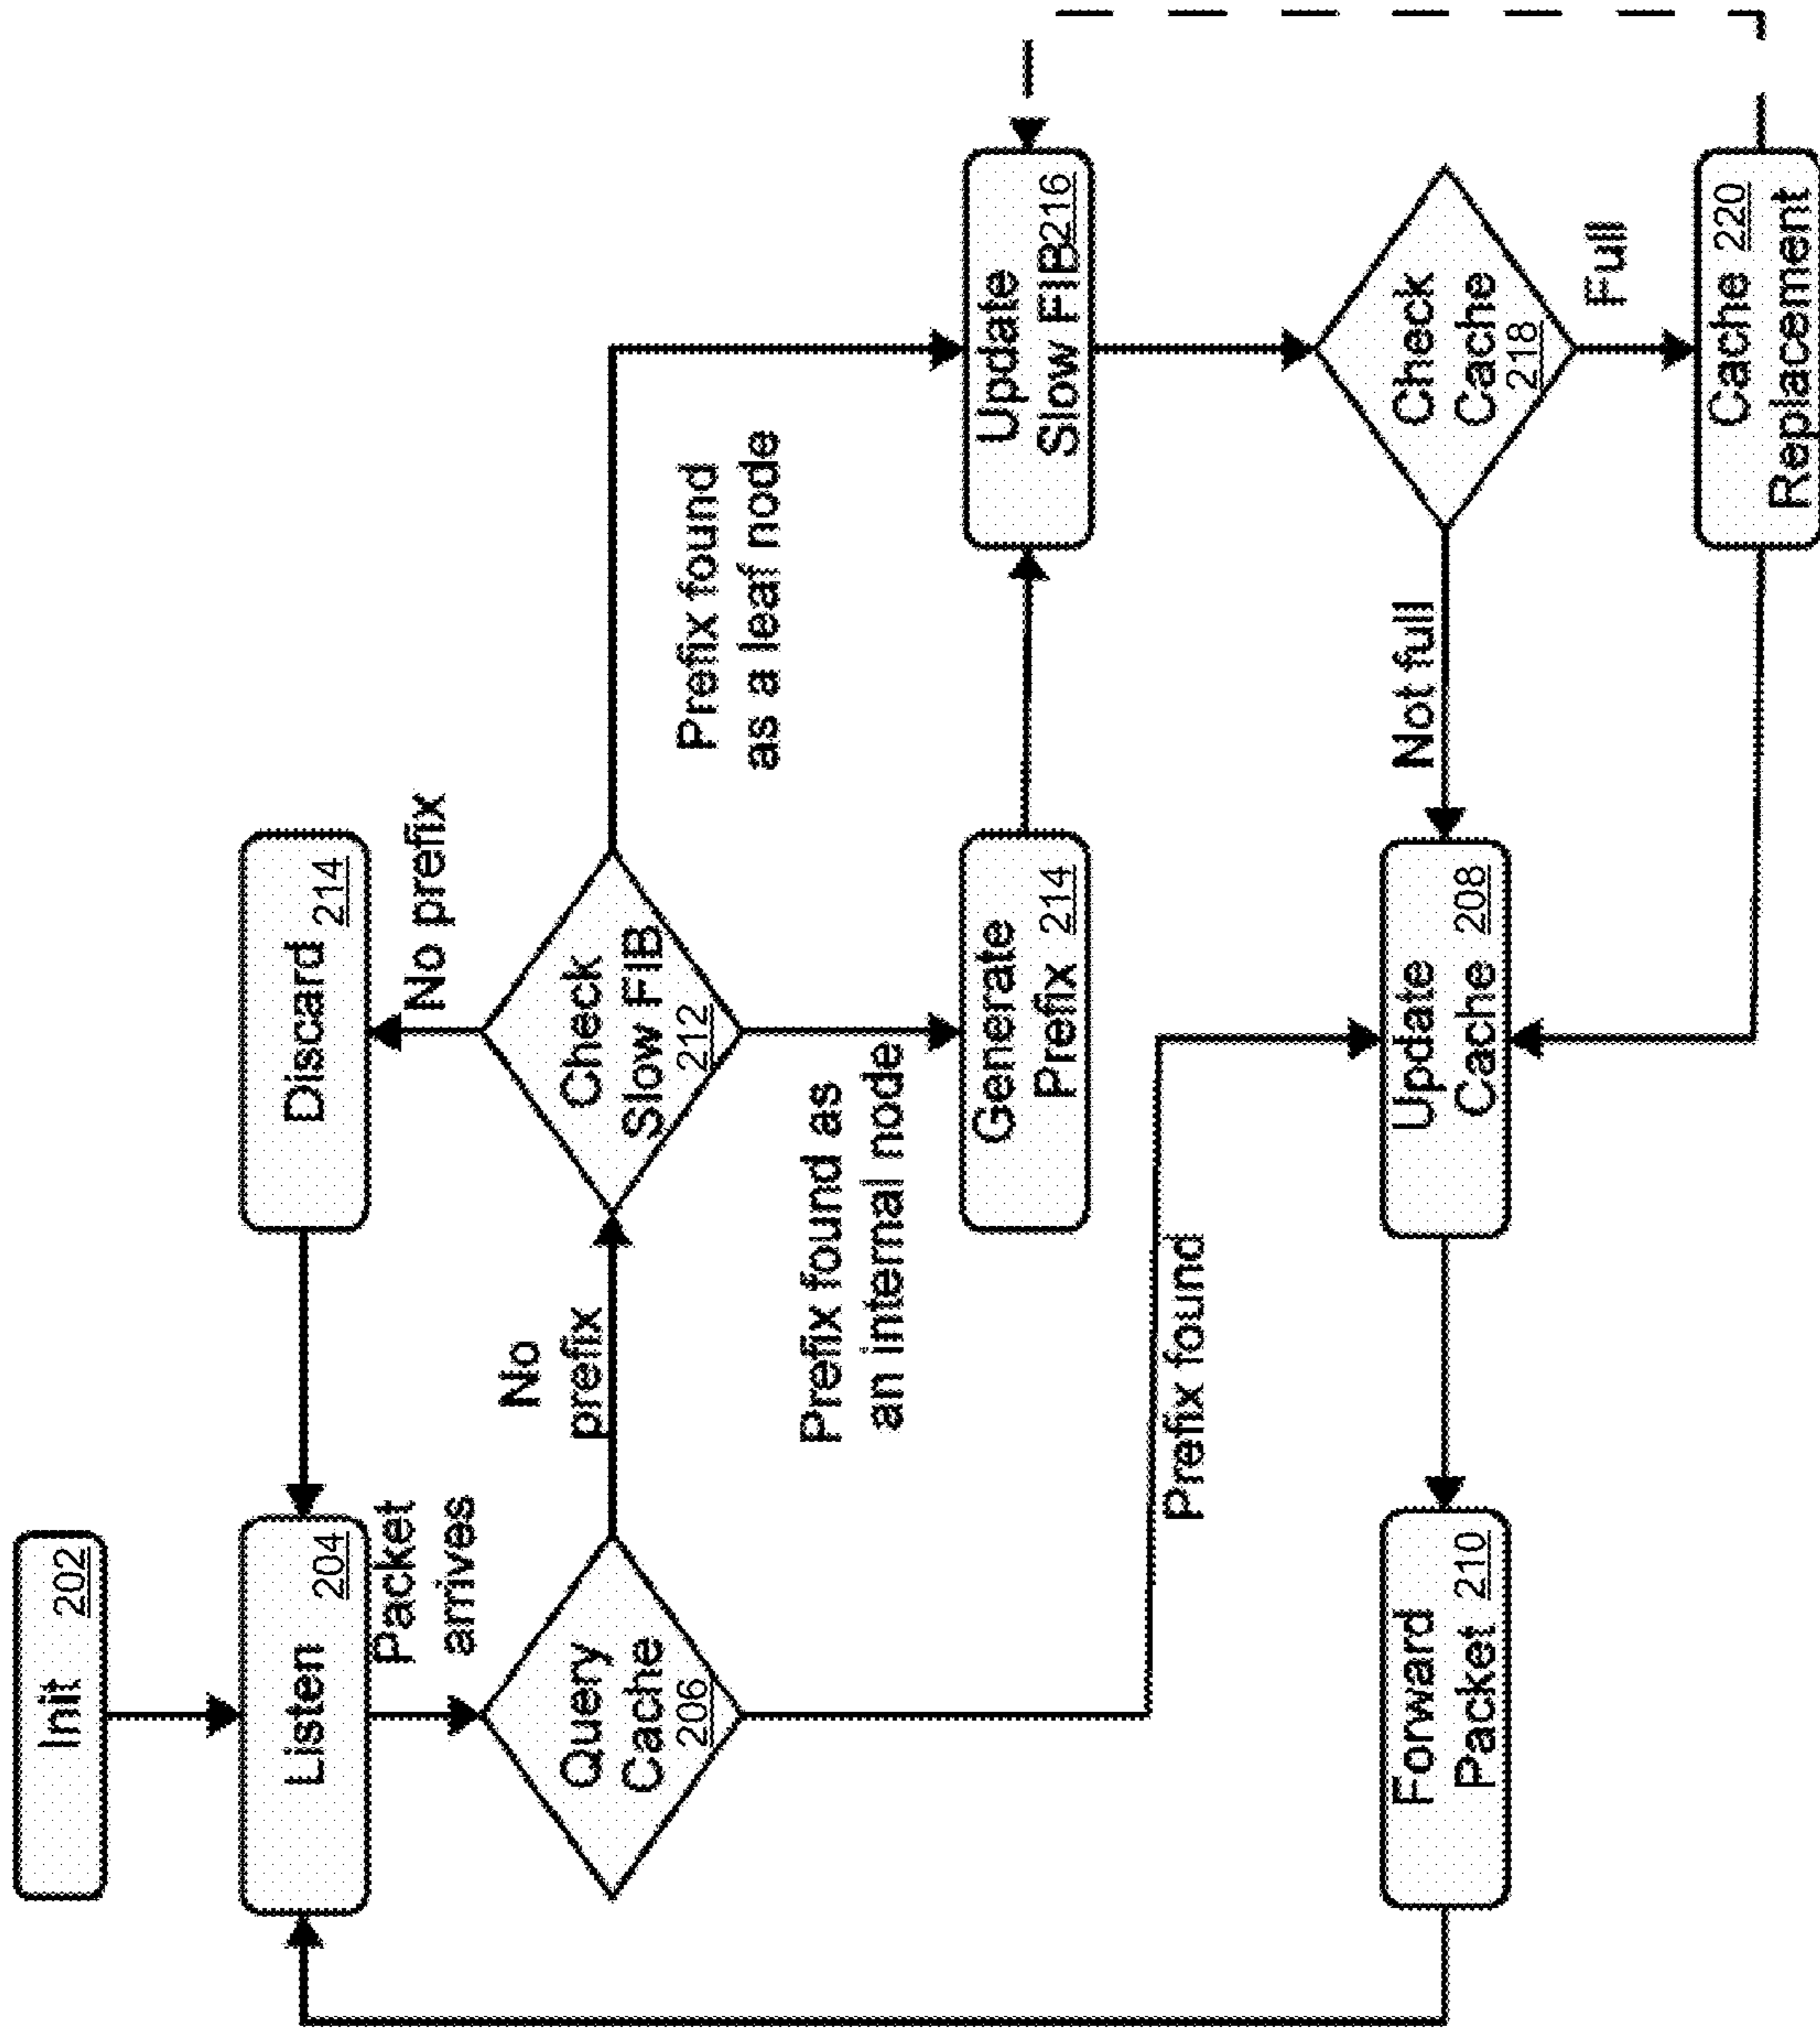 Init 202
Listen 204
Packet
arrives
Query
Cache
206
No
prefix
Discard 214
No prefix
Check
Slow FIB
212
Prefix found
as a leaf node
Prefix found as
an internal node
Generate
Prefix 214
Update
Slow FIB216
Prefix found
Check
Cache
218
Not full
Full
Cache 220
Replacement
Update
Cache 208
Forward
Packet 210